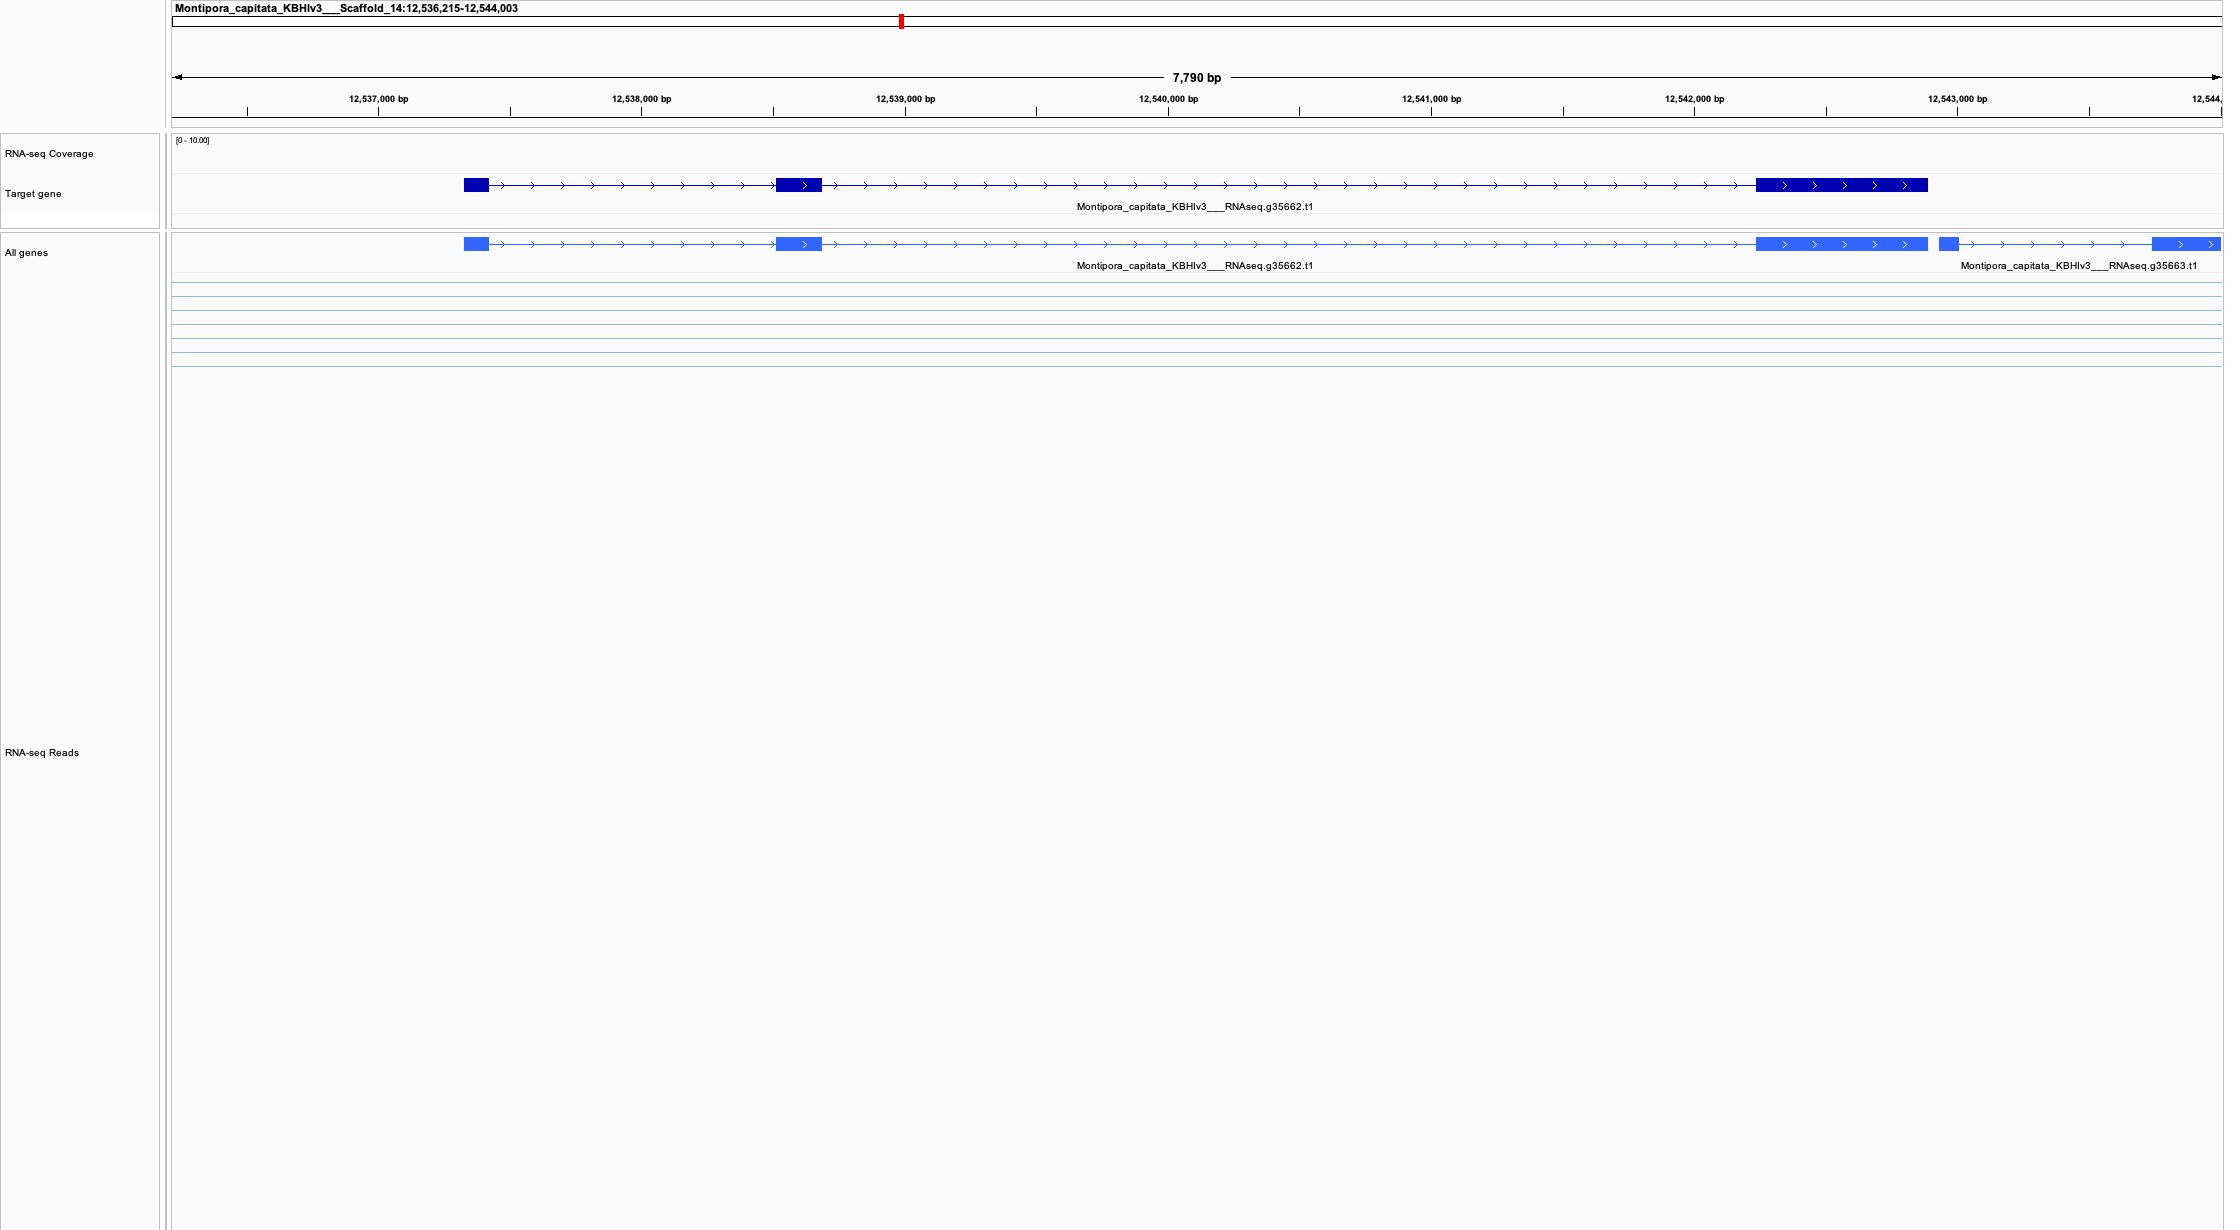 Montipora_capitata_KBHIv3___Scaffold_14:12,536,215-12,544,003
7,790 bp
12,537,000 bp 12,538,000 bp 12,539,000 bp 12,540,000 bp 12,541,000 bp 12,542,000 bp 12,543,000 bp 12,544,
[0 - 10.00]
RNA-seq Coverage
Target gene
Montipora_capitata_KBHIv3___RNAseq.g35662.t1
All genes
Montipora_capitata_KBHIv3___RNAseq.g35662.t1 Montipora_capitata_KBHIv3___RNAseq.g35663.t1
RNA-seq Reads